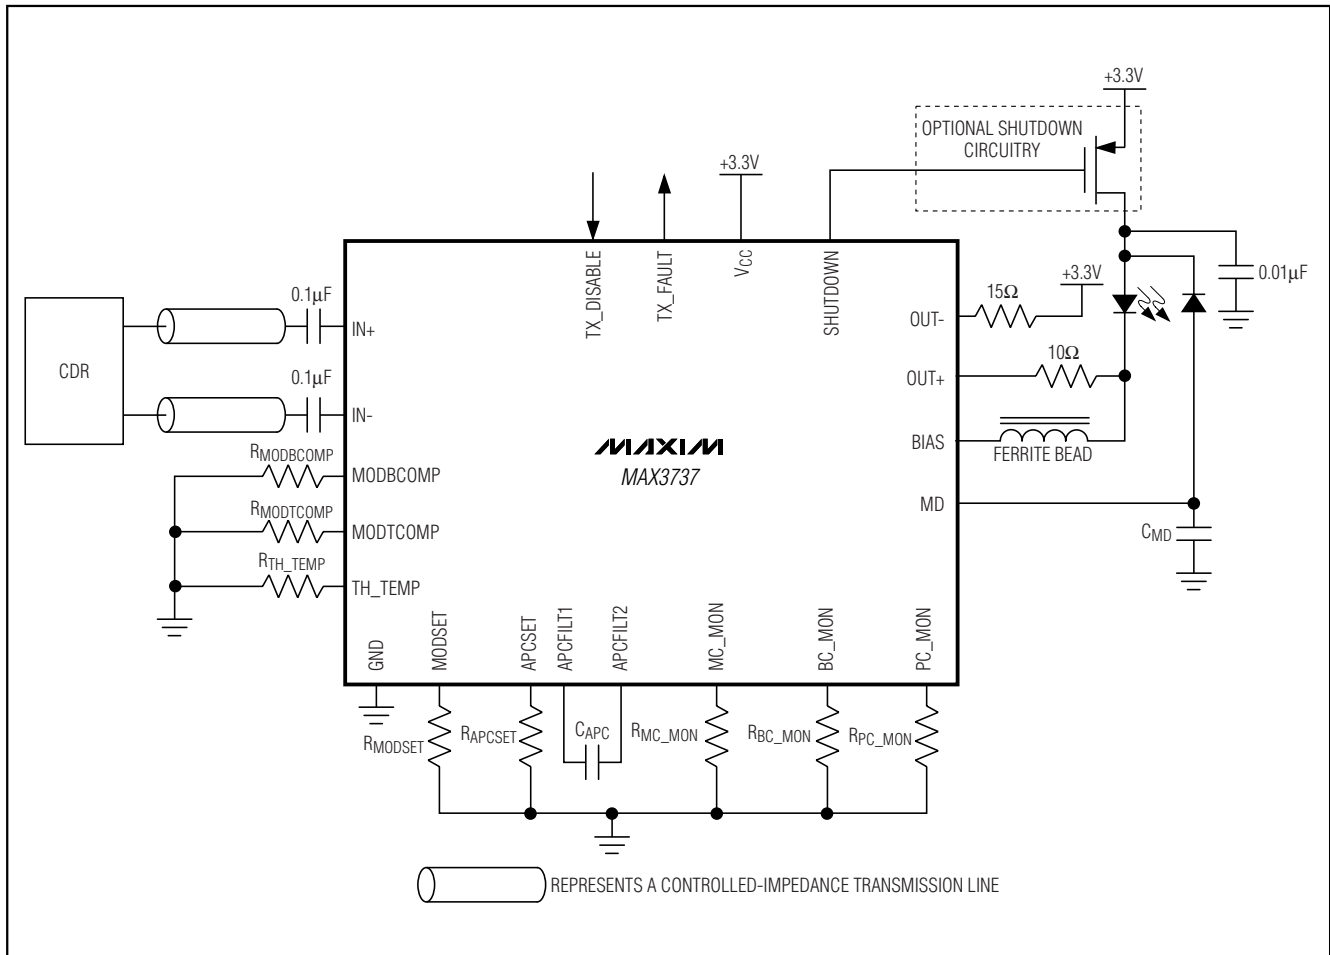 +3.3V
OPTIONAL SHUTDOWN
CIRCUITRY
+3.3V
TX_DISABLE
TX_FAULT
VCC
SHUTDOWN
+3.3V
0.01μF
15Ω
OUT-
0.1μF
IN+
CDR
10Ω
OUT+
0.1μF
IN-
BIAS
FERRITE BEAD
MAXIM
MAX3737
RMODBCOMP
MODBCOMP
MD
RMODTCOMP
MODTCOMP
CMD
RTH_TEMP
TH_TEMP
GND
MODSET
APCSET
APCFILT1
APCFILT2
MC_MON
BC_MON
PC_MON
RMODSET
RAPCSET
CAPC
RMC_MON
RBC_MON
RPC_MON
REPRESENTS A CONTROLLED-IMPEDANCE TRANSMISSION LINE